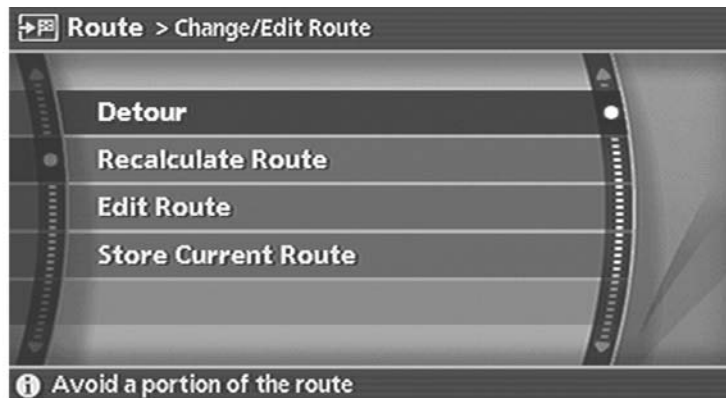 Route > Change/Edit Route
Detour
Recalculate Route
Edit Route
Store Current Route
Avoid a portion of the route